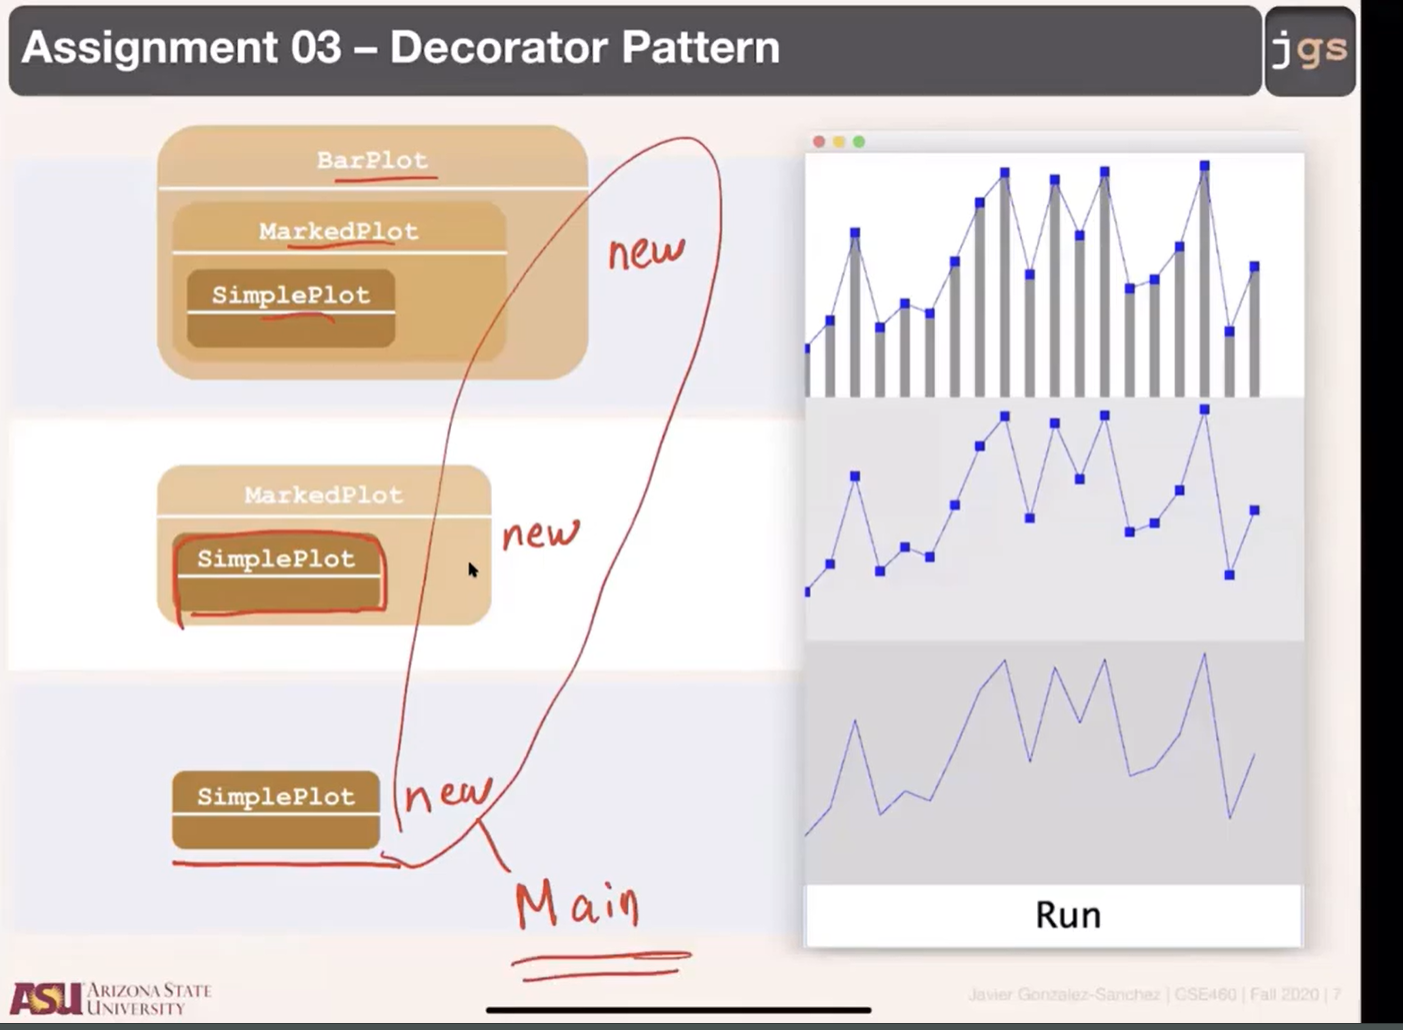 Assignment 03 – Decorator Pattern
jgs
BarPlot
MarkedPlot
SimplePlot
new
MarkedPlot
SimplePlot
new
SimplePlot
new
Main
Run
ASU ARIZONA STATE
UNIVERSITY
Javier Gonzalez-Sanchez | CSE460 | Fall 2020 | 7